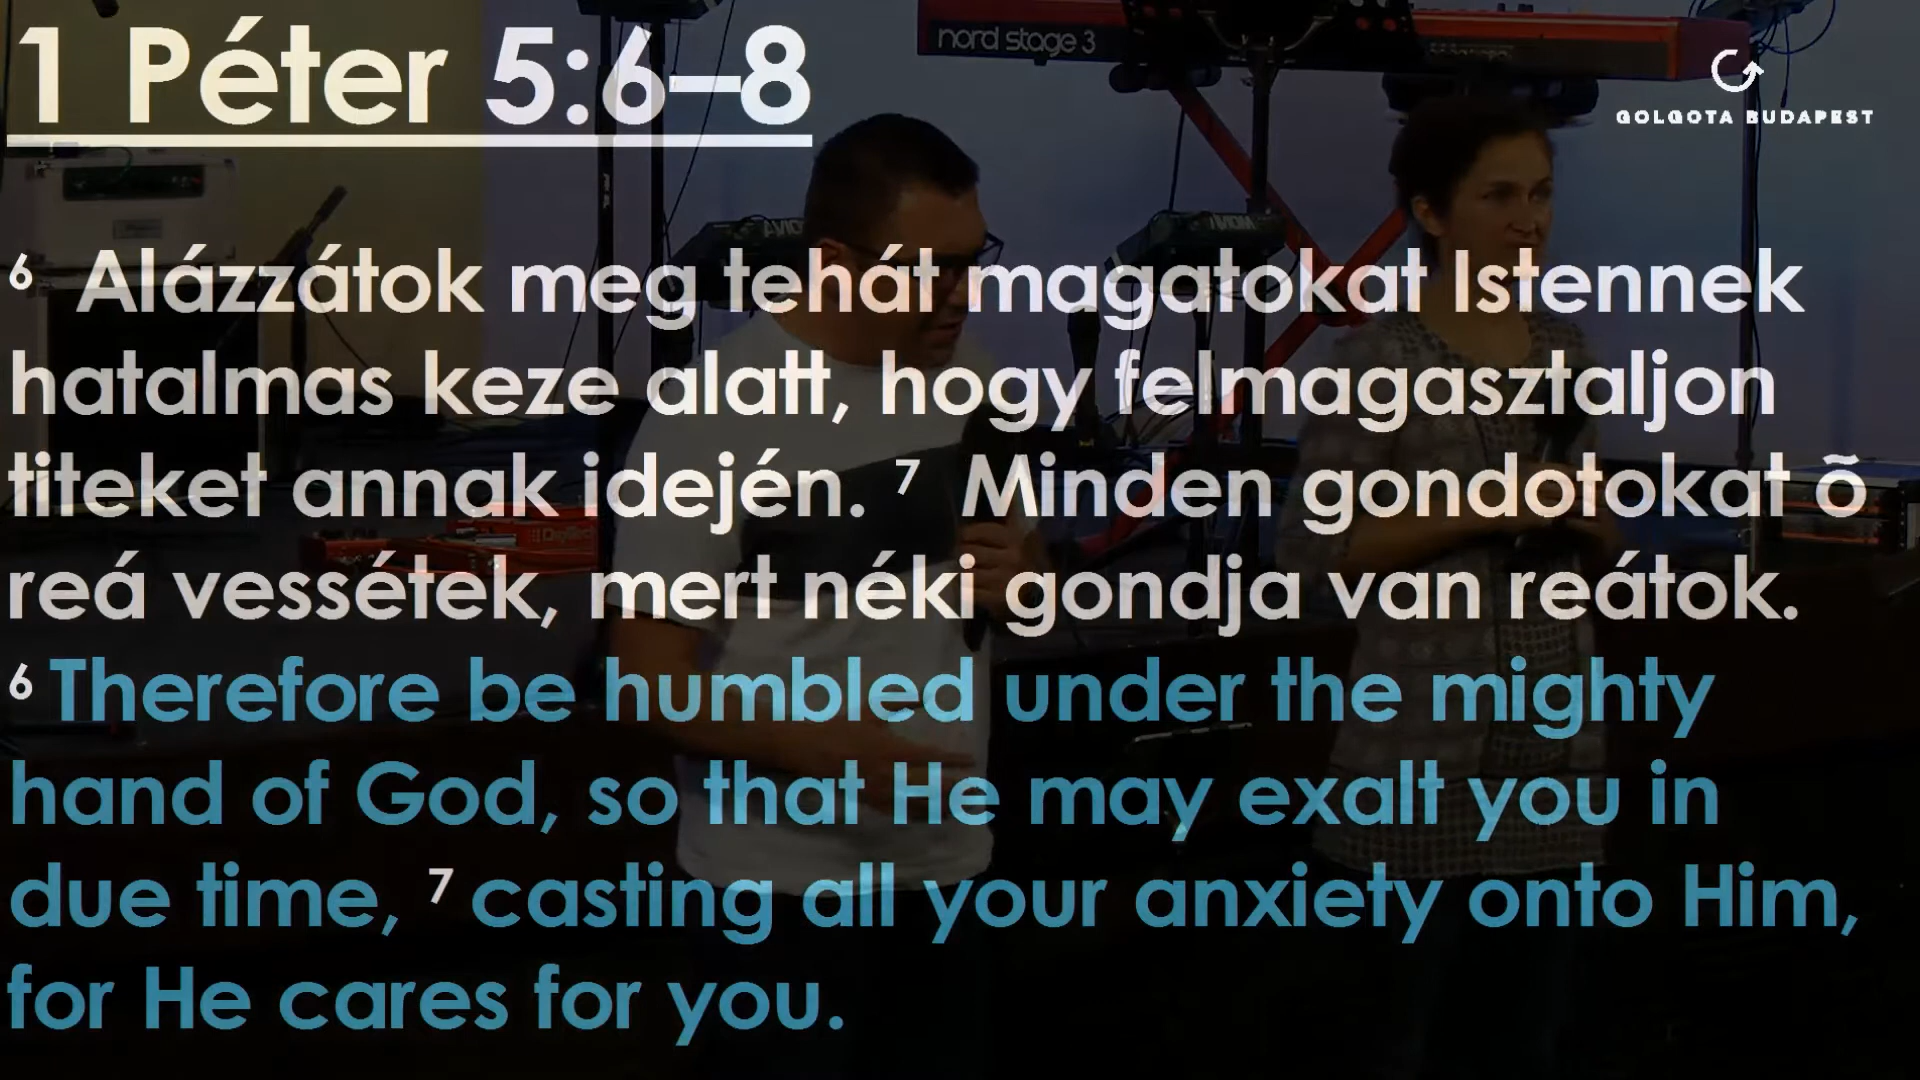 1 Péter 5:6–8
nord stage 3
GOLGOTA BUDAPEST
6 Alázzátok meg tehát magatokat Istennek
hatalmas keze alatt, hogy felmagasztaljon
titeket annak idején. 7 Minden gondotokat õ
reá vessétek, mert néki gondja van reátok.
6 Therefore be humbled under the mighty
hand of God, so that He may exalt you in
due time, 7 casting all your anxiety onto Him,
for He cares for you.